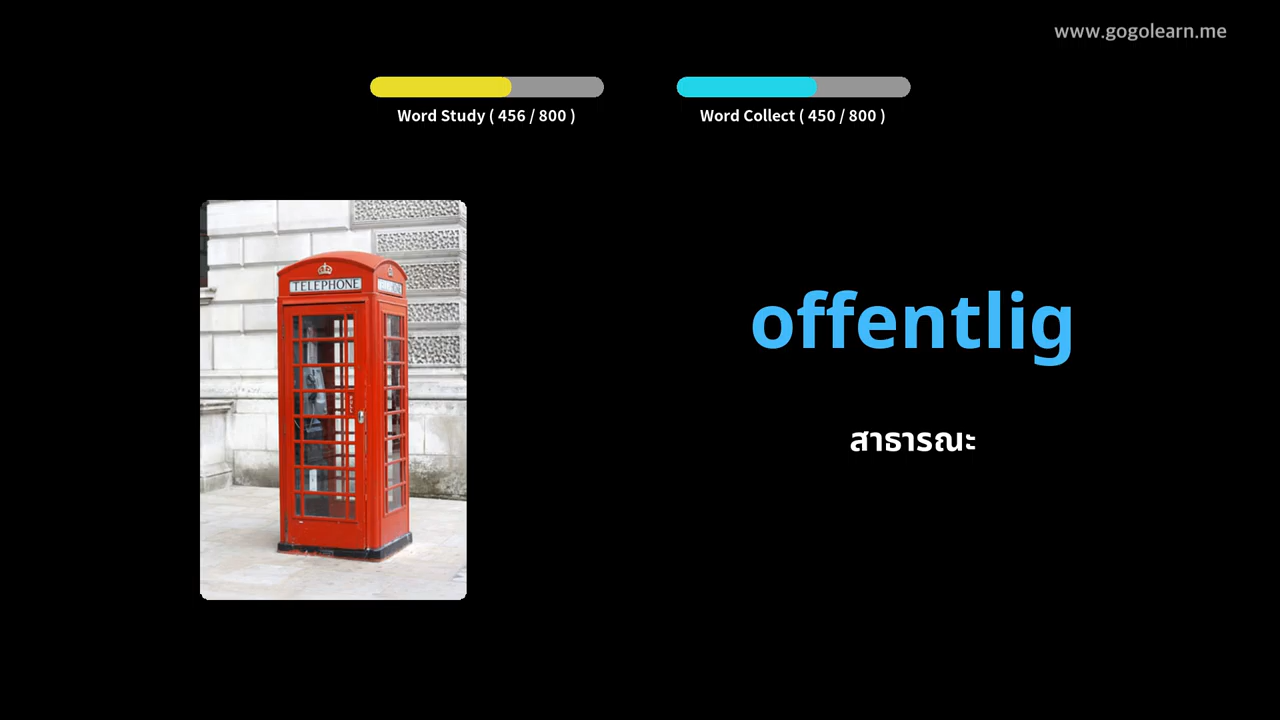 www.gogolearn.me
Word Study ( 456 / 800 )
Word Collect ( 450 / 800 )
TELEPHONE
offentlig
สาธารณะ